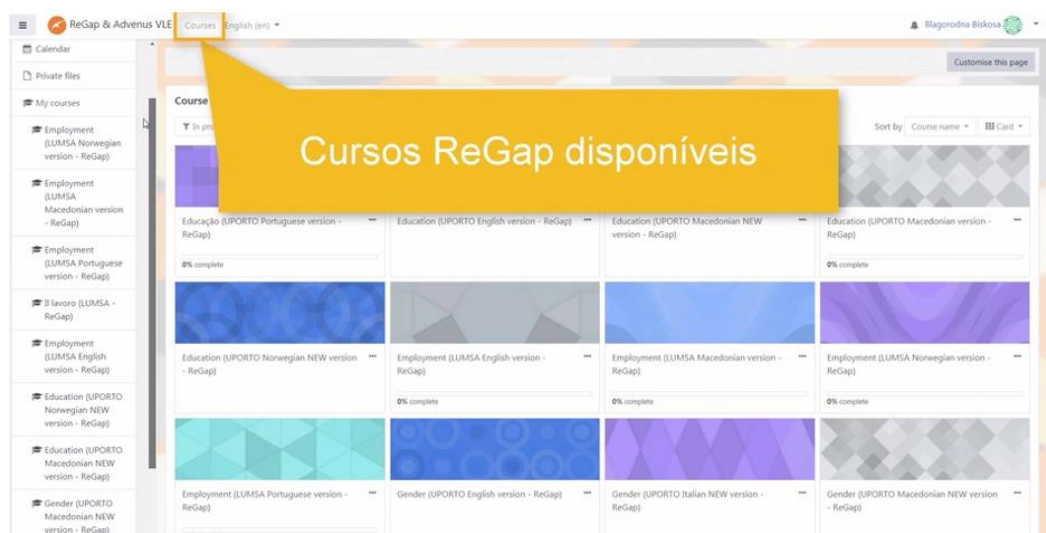 ReGap & Advenus VLE
Courses
English (en)
Blagorodna Biskosa
Calendar
Private files
My courses
Employment
(LUMSA Norwegian
version - ReGap)
Employment
(LUMSA
Macedonian version
- ReGap)
Employment
(LUMSA Portuguese
version - ReGap)
Il lavoro (LUMSA -
ReGap)
Employment
(LUMSA English
version - ReGap)
Education (UPORTO
Norwegian NEW
version - ReGap)
Education (UPORTO
Macedonian NEW
version - ReGap)
Gender (UPORTO
Macedonian NEW
version - ReGap)
Customise this page
Course
Cursos ReGap disponíveis
Sort by
Course name
Card
Educação (UPORTO Portuguese version -
ReGap)
0% complete
Education (UPORTO English version - ReGap)
Education (UPORTO Macedonian NEW
version - ReGap)
Education (UPORTO Macedonian version -
ReGap)
0% complete
Education (UPORTO Norwegian NEW version
- ReGap)
Employment (LUMSA English version -
ReGap)
0% complete
Employment (LUMSA Macedonian version -
ReGap)
0% complete
Employment (LUMSA Norwegian version -
ReGap)
0% complete
Employment (LUMSA Portuguese version -
ReGap)
Gender (UPORTO English version - ReGap)
Gender (UPORTO Italian NEW version -
ReGap)
Gender (UPORTO Macedonian NEW version
- ReGap)